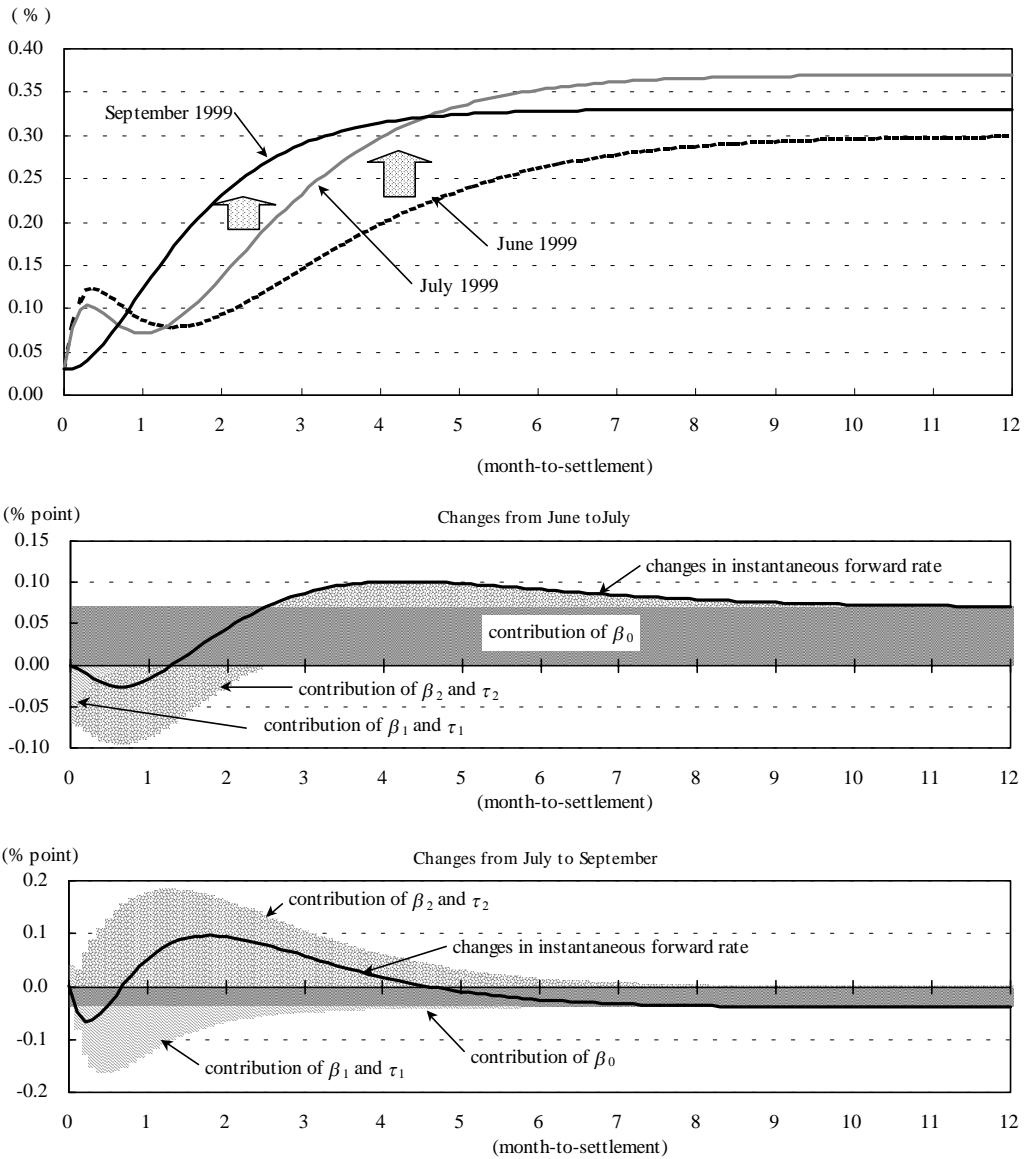 ( % )
0.40
0.35
0.30
0.25
0.20
0.15
0.10
0.05
0.00
September 1999
June 1999
July 1999
0 1 2 3 4 5 6 7 8 9 10 11 12
(month-to-settlement)
(% point)
Changes from June toJuly
0.15
0.10
0.05
0.00
-0.05
-0.10
changes in instantaneous forward rate
contribution of β0
contribution of β2 and τ2
contribution of β1 and τ1
0 1 2 3 4 5 6 7 8 9 10 11 12
(month-to-settlement)
(% point)
Changes from July to September
0.2
0.1
0.0
-0.1
-0.2
contribution of β2 and τ2
changes in instantaneous forward rate
contribution of β0
contribution of β1 and τ1
0 1 2 3 4 5 6 7 8 9 10 11 12
(month-to-settlement)